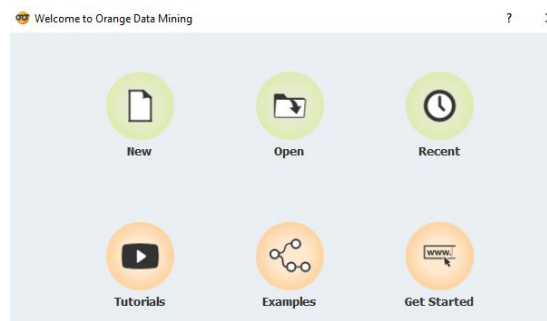 Welcome to Orange Data Mining ?
New Open Recent
www.
Tutorials Examples Get Started